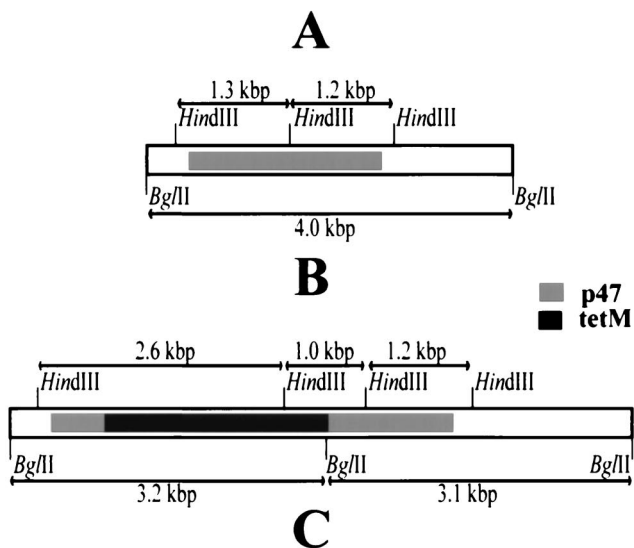 A
1.3 kbp 1.2 kbp
HindIII HindIII HindIII
BglII BglII
4.0 kbp
B
p47
tetM
2.6 kbp 1.0 kbp 1.2 kbp
HindIII HindIII HindIII HindIII
BglII BglII BglII
3.2 kbp 3.1 kbp
C